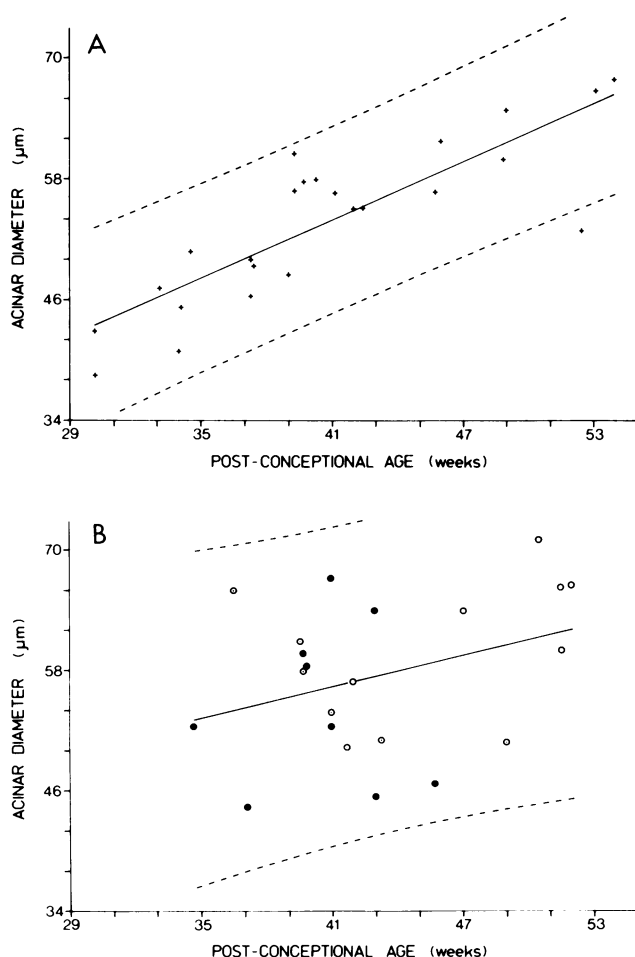 A
70
58
46
34
ACINAR DIAMETER (μm)
29 35 41 47 53
POST-CONCEPTIONAL AGE (weeks)
B
70
58
46
34
ACINAR DIAMETER (μm)
29 35 41 47 53
POST-CONCEPTIONAL AGE (weeks)